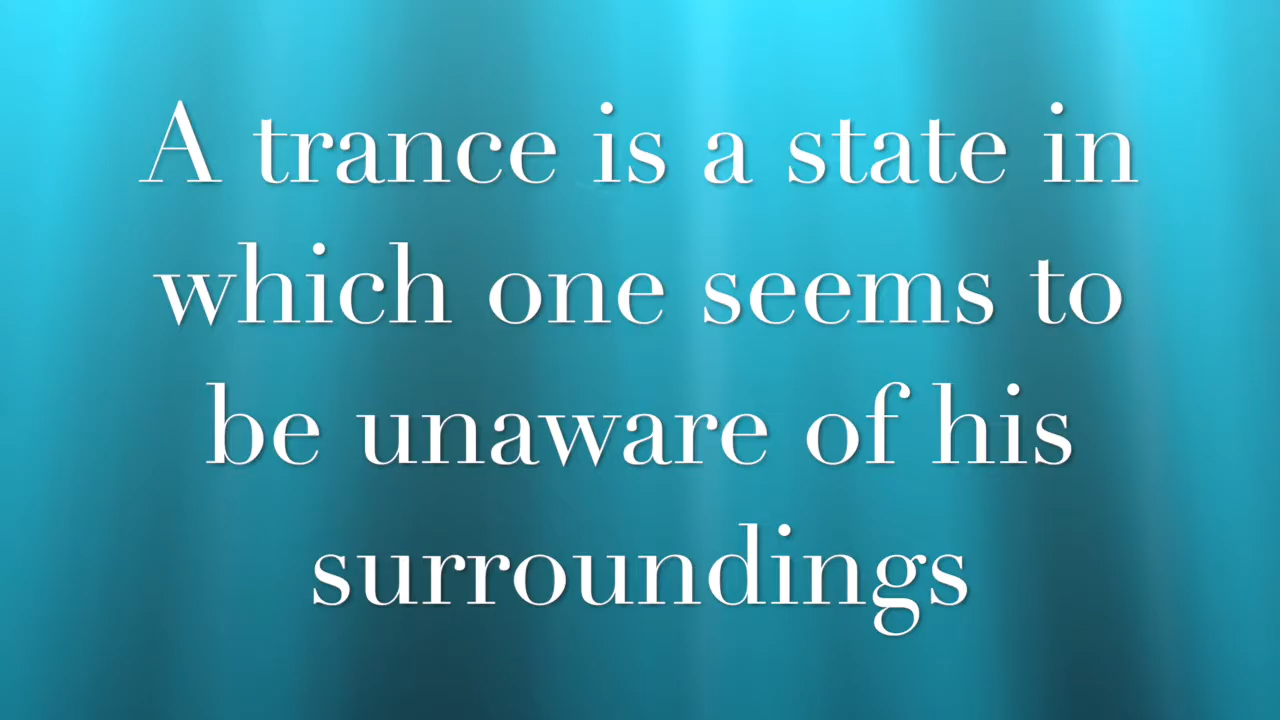 A trance is a state in
which one seems to
be unaware of his
surroundings